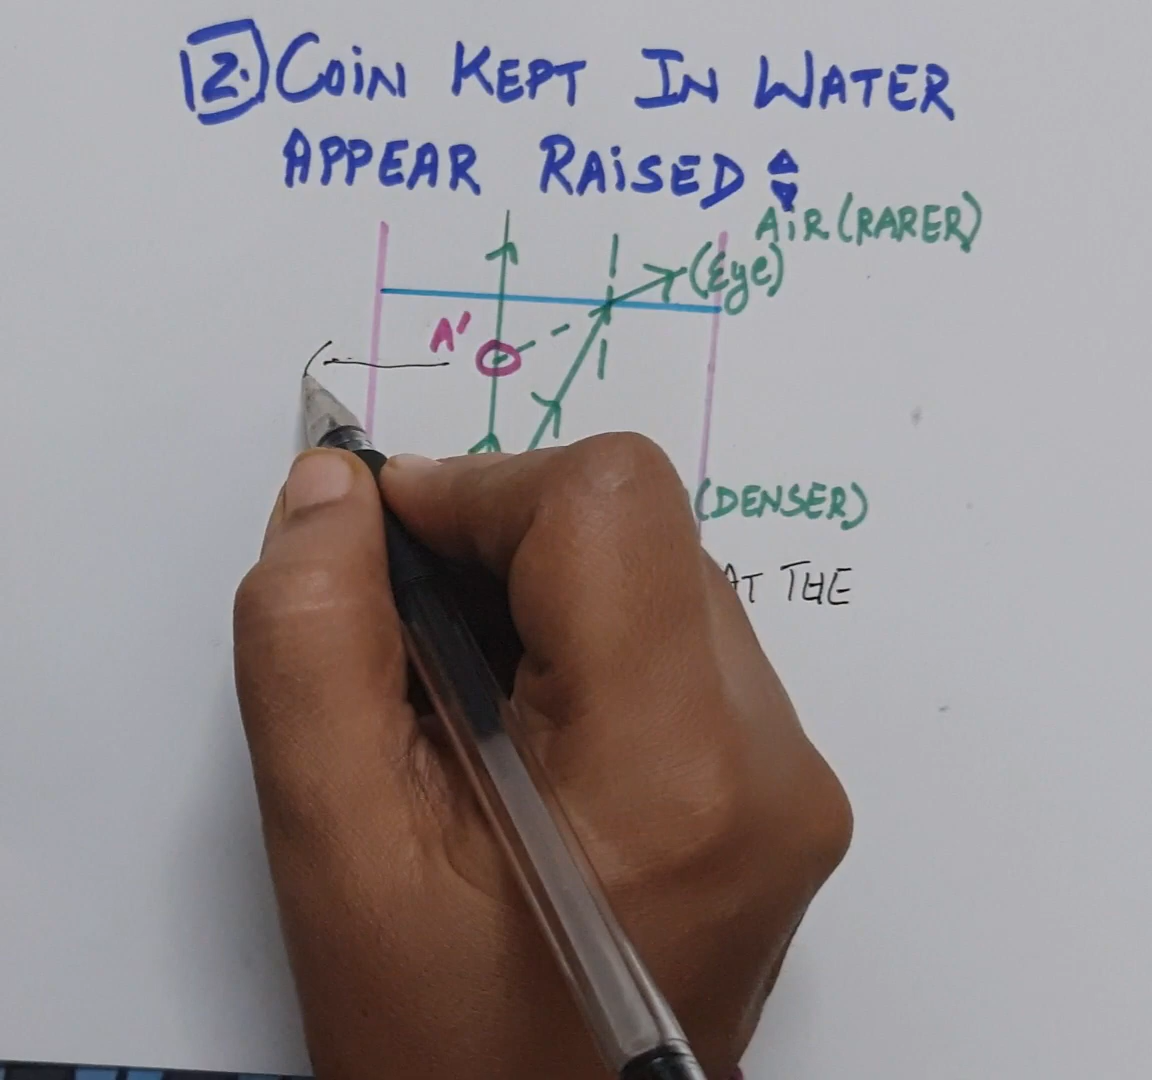 2. COIN KEPT IN WATER
APPEAR RAISED:
AIR (RARER)
(Eye)
A'
(DENSER)
AT THE